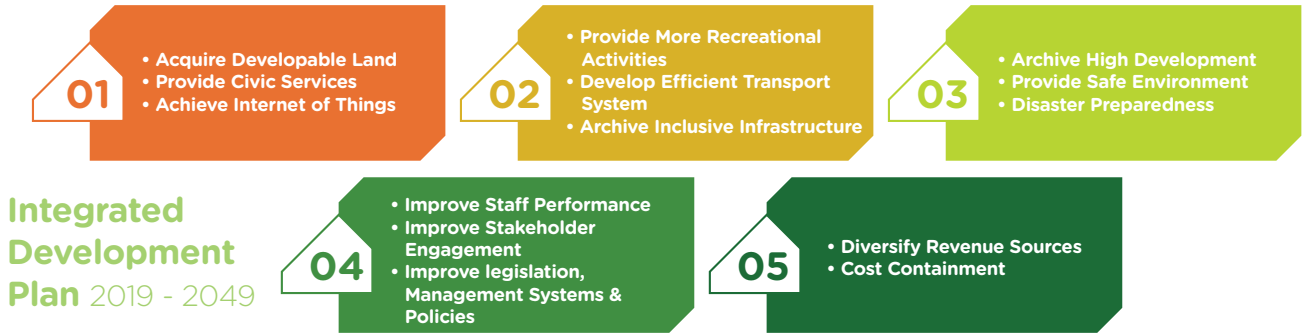 01
• Acquire Developable Land
• Provide Civic Services
• Achieve Internet of Things
02
• Provide More Recreational
Activities
• Develop Efficient Transport
System
• Archive Inclusive Infrastructure
03
• Archive High Development
• Provide Safe Environment
• Disaster Preparedness
Integrated
Development
Plan 2019 - 2049
04
• Improve Staff Performance
• Improve Stakeholder
Engagement
• Improve legislation,
Management Systems &
Policies
05
• Diversify Revenue Sources
• Cost Containment